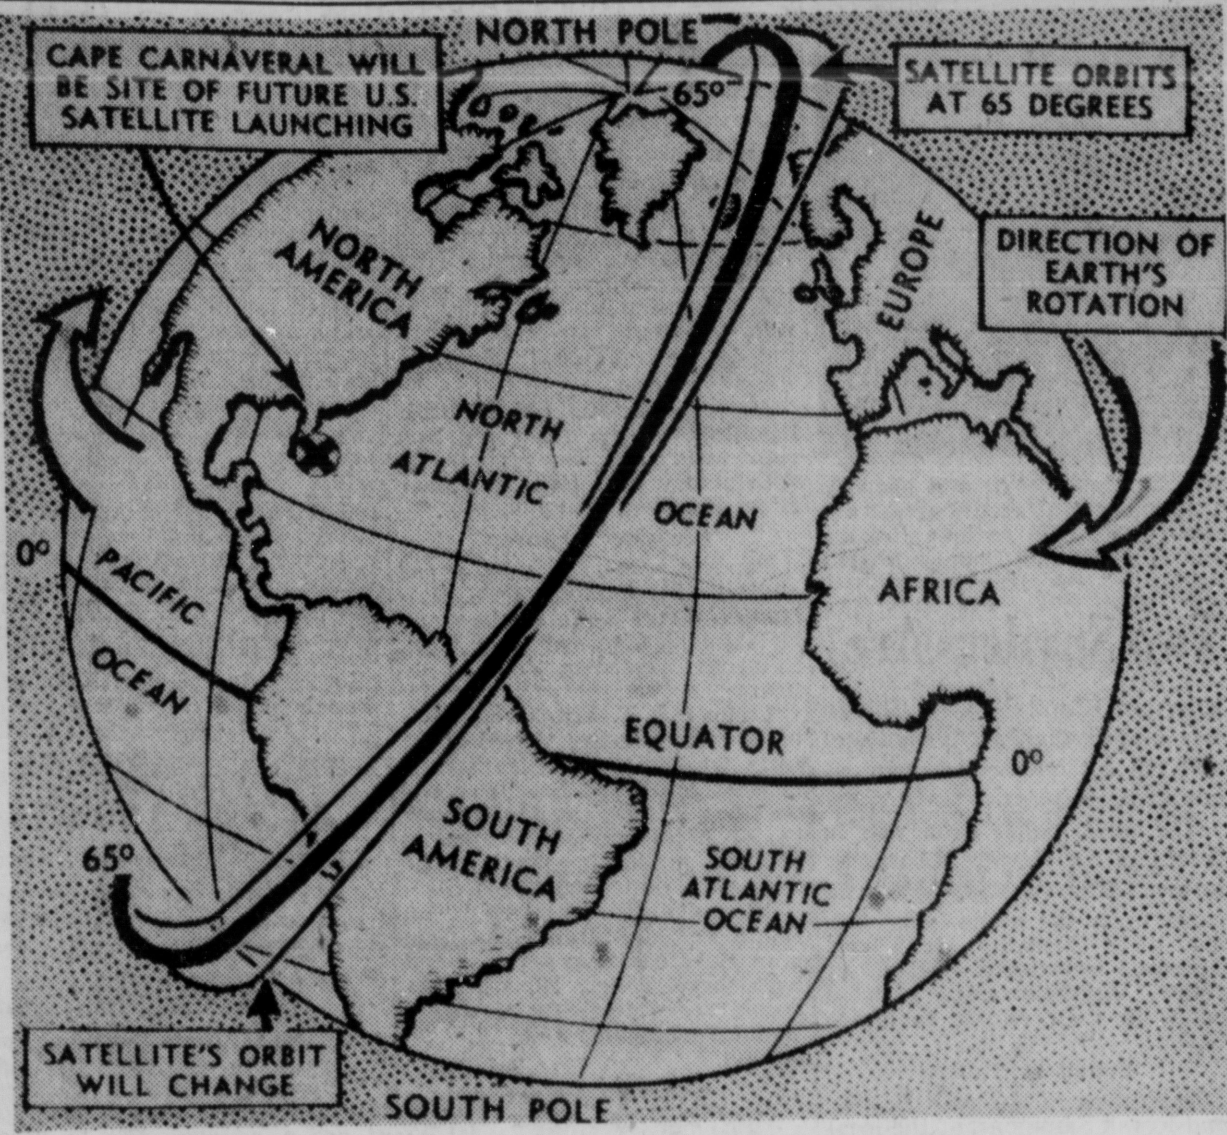 NORTH POLE
CAPE CARNAVERAL WILL
BE SITE OF FUTURE U.S.
SATELLITE LAUNCHING
65°
SATELLITE ORBITS
AT 65 DEGREES
DIRECTION OF
EARTH'S
ROTATION
NORTH
AMERICA
EUROPE
NORTH
ATLANTIC
OCEAN
0°
PACIFIC
OCEAN
AFRICA
EQUATOR
0°
SOUTH
AMERICA
SOUTH
ATLANTIC
OCEAN
65°
SATELLITE'S ORBIT
WILL CHANGE
SOUTH POLE